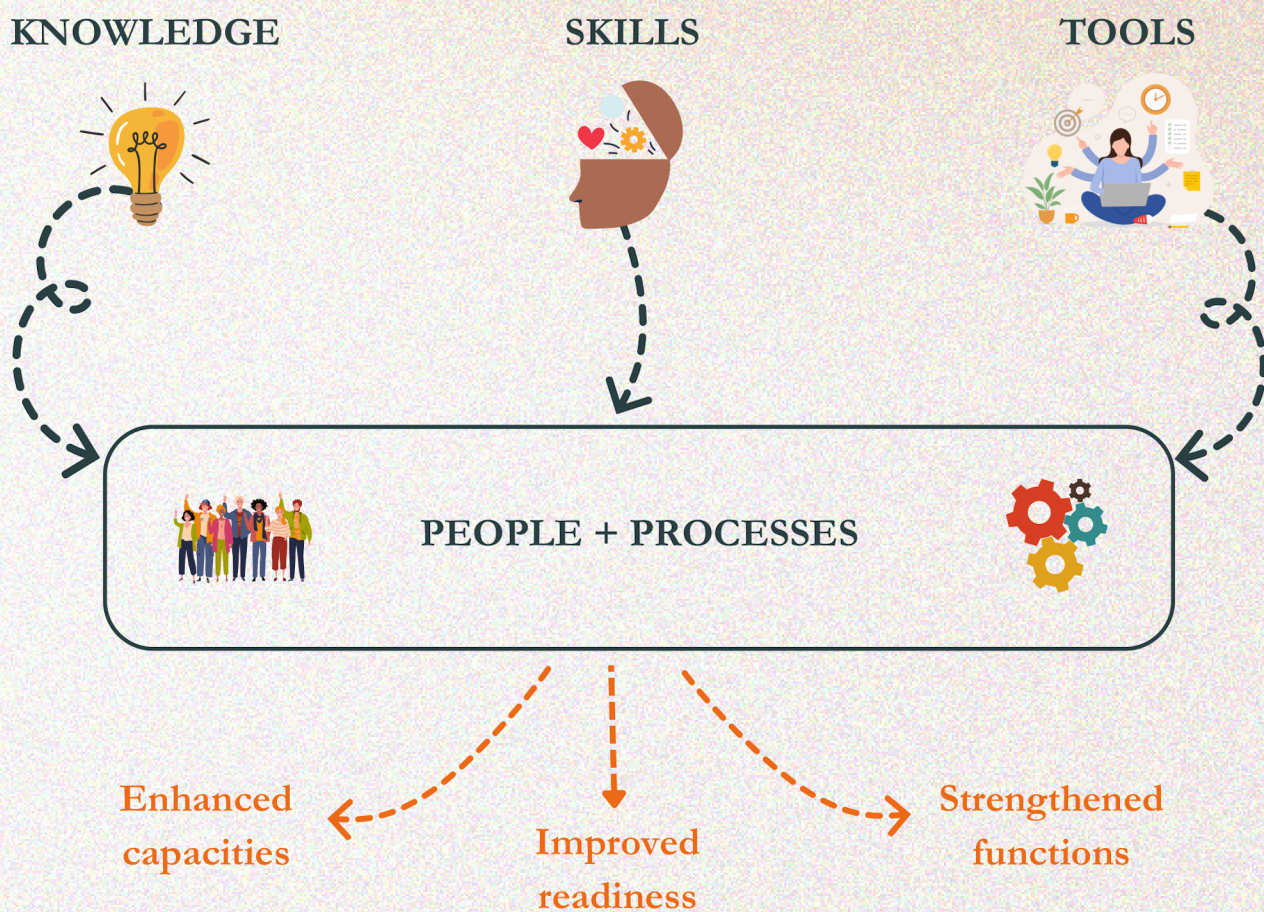 KNOWLEDGE
SKILLS
TOOLS
PEOPLE + PROCESSES
Enhanced
capacities
Improved
readiness
Strengthened
functions